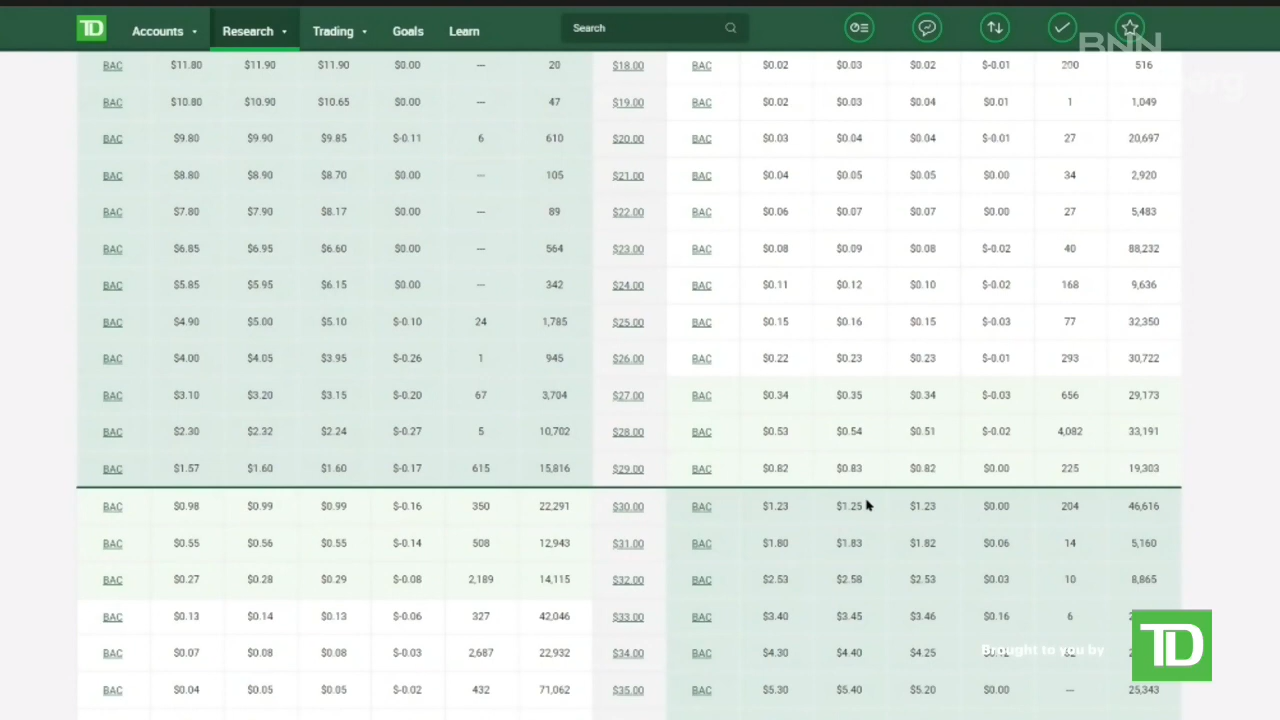 TD Accounts Research Trading Goals Learn Search
BNN
BAC $11.80 $11.90 $11.90 $0.00 — 20 $18.00 BAC $0.02 $0.03 $0.02 $-0.01 200 516
BAC $10.80 $10.90 $10.65 $0.00 — 47 $19.00 BAC $0.02 $0.03 $0.04 $0.01 1 1,049
BAC $9.80 $9.90 $9.85 $-0.11 6 610 $20.00 BAC $0.03 $0.04 $0.04 $-0.01 27 20,697
BAC $8.80 $8.90 $8.70 $0.00 — 105 $21.00 BAC $0.04 $0.05 $0.05 $0.00 34 2,920
BAC $7.80 $7.90 $8.17 $0.00 — 89 $22.00 BAC $0.06 $0.07 $0.07 $0.00 27 5,483
BAC $6.85 $6.95 $6.60 $0.00 — 564 $23.00 BAC $0.08 $0.09 $0.08 $-0.02 40 88,232
BAC $5.85 $5.95 $6.15 $0.00 — 342 $24.00 BAC $0.11 $0.12 $0.10 $-0.02 168 9,636
BAC $4.90 $5.00 $5.10 $-0.10 24 1,785 $25.00 BAC $0.15 $0.16 $0.15 $-0.03 77 32,350
BAC $4.00 $4.05 $3.95 $-0.26 1 945 $26.00 BAC $0.22 $0.23 $0.23 $-0.01 293 30,722
BAC $3.10 $3.20 $3.15 $-0.20 67 3,704 $27.00 BAC $0.34 $0.35 $0.34 $-0.03 656 29,173
BAC $2.30 $2.32 $2.24 $-0.27 5 10,702 $28.00 BAC $0.53 $0.54 $0.51 $-0.02 4,082 33,191
BAC $1.57 $1.60 $1.60 $-0.17 615 15,816 $29.00 BAC $0.82 $0.83 $0.82 $0.00 225 19,303
BAC $0.98 $0.99 $0.99 $-0.16 350 22,291 $30.00 BAC $1.23 $1.25 $1.23 $0.00 204 46,616
BAC $0.55 $0.56 $0.55 $-0.14 508 12,943 $31.00 BAC $1.80 $1.83 $1.82 $0.06 14 5,160
BAC $0.27 $0.28 $0.29 $-0.08 2,189 14,115 $32.00 BAC $2.53 $2.58 $2.53 $0.03 10 8,865
BAC $0.13 $0.14 $0.13 $-0.06 327 42,046 $33.00 BAC $3.40 $3.45 $3.46 $0.16 6
BAC $0.07 $0.08 $0.08 $-0.03 2,687 22,932 $34.00 BAC $4.30 $4.40 $4.25
BAC $0.04 $0.05 $0.05 $-0.02 432 71,062 $35.00 BAC $5.30 $5.40 $5.20 $0.00 — 25,343
Brought to you by
TD